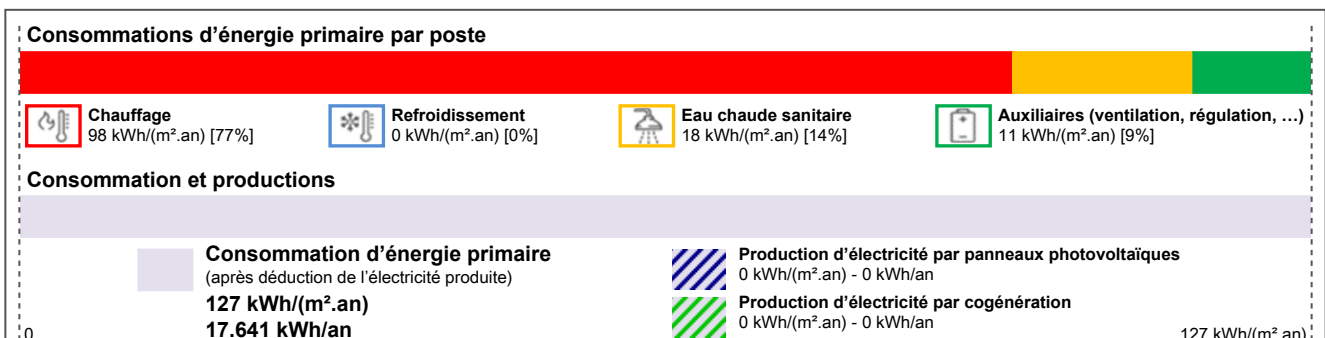 Consommations d’énergie primaire par poste
Chauffage
98 kWh/(m².an) [77%]
Refroidissement
0 kWh/(m².an) [0%]
Eau chaude sanitaire
18 kWh/(m².an) [14%]
Auxiliaires (ventilation, régulation, …)
11 kWh/(m².an) [9%]
Consommation et productions
Consommation d’énergie primaire
(après déduction de l’électricité produite)
127 kWh/(m².an)
17.641 kWh/an
Production d’électricité par panneaux photovoltaïques
0 kWh/(m².an) - 0 kWh/an
Production d’électricité par cogénération
0 kWh/(m².an) - 0 kWh/an
0
127 kWh/(m².an)